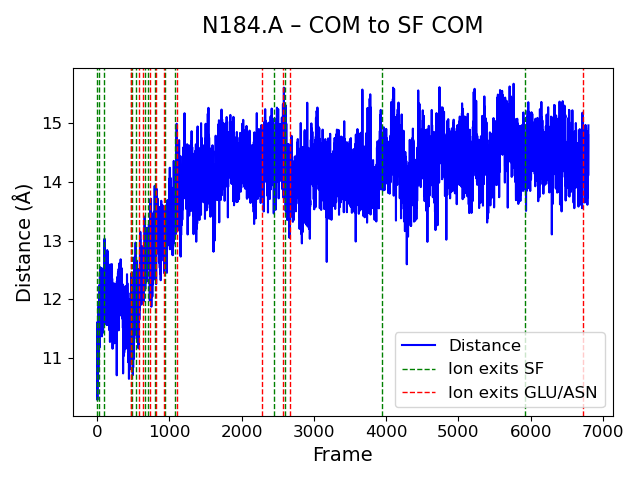 N184.A – COM to SF COM
Distance (Å)
15
14
13
12
11
Distance
Ion exits SF
Ion exits GLU/ASN
0 1000 2000 3000 4000 5000 6000 7000
Frame